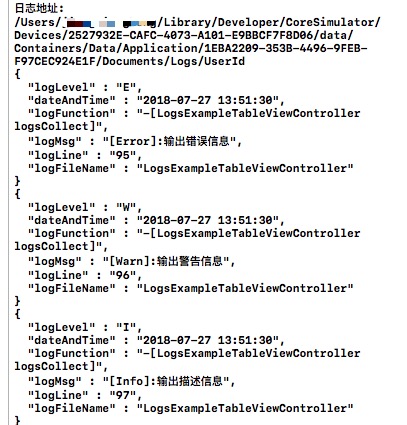 日志地址:
/Users/ /Library/Developer/CoreSimulator/
Devices/2527932E-CAFC-4073-A101-E9BBCF7F8D06/data/
Containers/Data/Application/1EBA2209-353B-4496-9FEB-
F97CEC924E1F/Documents/Logs/UserId
{
"logLevel" : "E",
"dateAndTime" : "2018-07-27 13:51:30",
"logFunction" : "-[LogsExampleTableViewController
logsCollect]",
"logMsg" : "[Error]:输出错误信息",
"logLine" : "95",
"logFileName" : "LogsExampleTableViewController"
}
{
"logLevel" : "W",
"dateAndTime" : "2018-07-27 13:51:30",
"logFunction" : "-[LogsExampleTableViewController
logsCollect]",
"logMsg" : "[Warn]:输出警告信息",
"logLine" : "96",
"logFileName" : "LogsExampleTableViewController"
}
{
"logLevel" : "I",
"dateAndTime" : "2018-07-27 13:51:30",
"logFunction" : "-[LogsExampleTableViewController
logsCollect]",
"logMsg" : "[Info]:输出描述信息",
"logLine" : "97",
"logFileName" : "LogsExampleTableViewController"
}